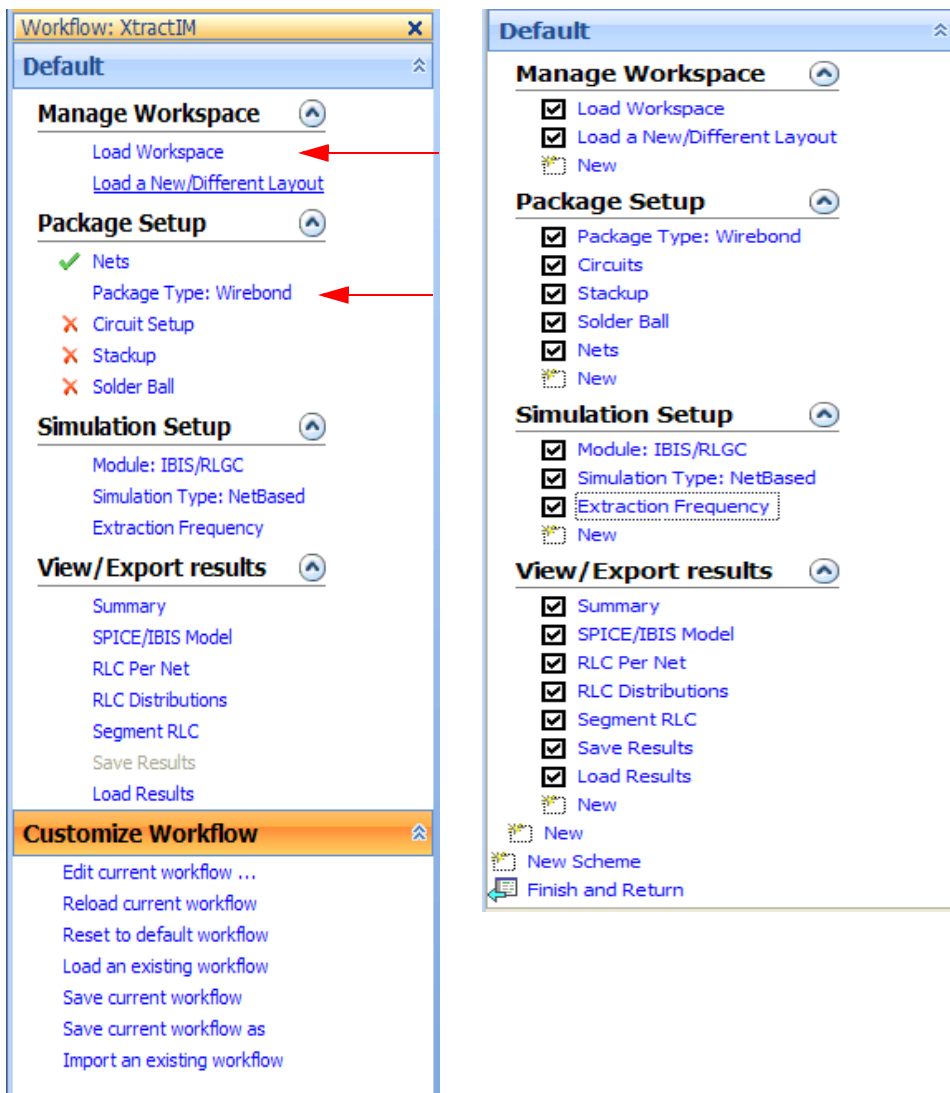 Workflow: XtractIM
Default
Manage Workspace
Load Workspace
Load a New/Different Layout
Package Setup
Nets
Package Type: Wirebond
Circuit Setup
Stackup
Solder Ball
Simulation Setup
Module: IBIS/RLGC
Simulation Type: NetBased
Extraction Frequency
View/Export results
Summary
SPICE/IBIS Model
RLC Per Net
RLC Distributions
Segment RLC
Save Results
Load Results
Customize Workflow
Edit current workflow ...
Reload current workflow
Reset to default workflow
Load an existing workflow
Save current workflow
Save current workflow as
Import an existing workflow
Default
Manage Workspace
Load Workspace
Load a New/Different Layout
New
Package Setup
Package Type: Wirebond
Circuits
Stackup
Solder Ball
Nets
New
Simulation Setup
Module: IBIS/RLGC
Simulation Type: NetBased
Extraction Frequency
New
View/Export results
Summary
SPICE/IBIS Model
RLC Per Net
RLC Distributions
Segment RLC
Save Results
Load Results
New
New
New Scheme
Finish and Return